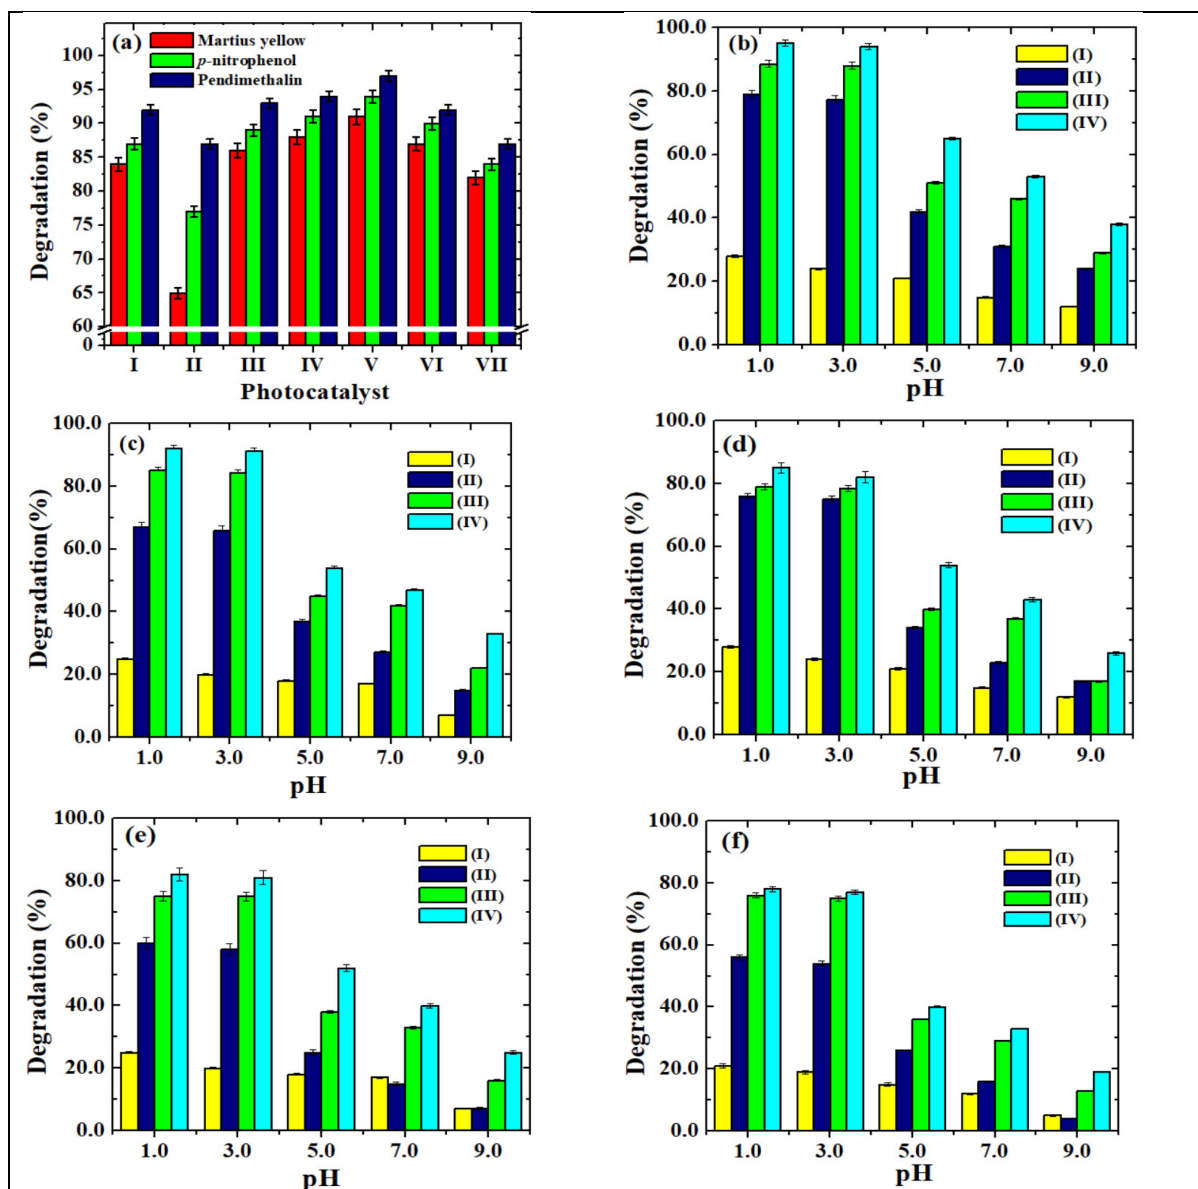 (a)
Martius yellow
p-nitrophenol
Pendimethalin
Degradation (%)
100
95
90
85
80
75
70
65
60
0
I II III IV V VI VII
Photocatalyst
(b)
(I)
(II)
(III)
(IV)
Degrdation (%)
100.0
80.0
60.0
40.0
20.0
0.0
1.0 3.0 5.0 7.0 9.0
pH
(c)
(I)
(II)
(III)
(IV)
Degradation(%)
100.0
80.0
60.0
40.0
20.0
0.0
1.0 3.0 5.0 7.0 9.0
pH
(d)
(I)
(II)
(III)
(IV)
Degradation (%)
100.0
80.0
60.0
40.0
20.0
0.0
1.0 3.0 5.0 7.0 9.0
pH
(e)
(I)
(II)
(III)
(IV)
Degradation (%)
100.0
80.0
60.0
40.0
20.0
0.0
1.0 3.0 5.0 7.0 9.0
pH
(f)
(I)
(II)
(III)
(IV)
Degradation (%)
100.0
80.0
60.0
40.0
20.0
0.0
1.0 3.0 5.0 7.0 9.0
pH